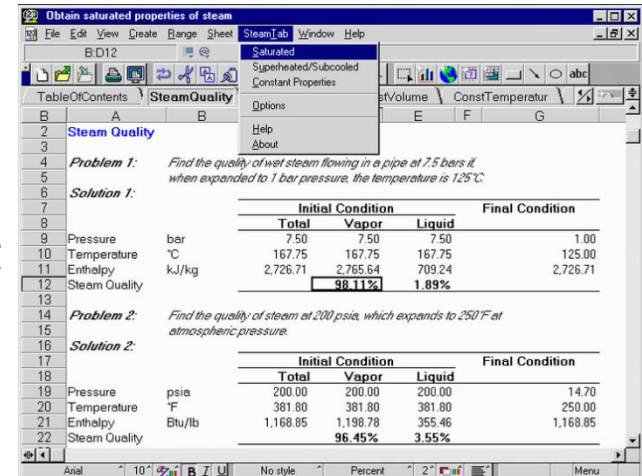 Obtain saturated properties of steam
File Edit View Create Range Sheet SteamTab Window Help
B:D12
Saturated
Superheated/Subcooled
Constant Properties
Options
Help
About
abc
TableOfContents SteamQuality stVolume ConstTemperatur
B A B E F G
2 Steam Quality
3
4 Problem 1: Find the quality of wet steam flowing in a pipe at 7.5 bars if,
5 when expanded to 1 bar pressure, the temperature is 125°C.
6 Solution 1:
7 Initial Condition Final Condition
8 Total Vapor Liquid
9 Pressure bar 7.50 7.50 7.50 1.00
10 Temperature °C 167.75 167.75 167.75 125.00
11 Enthalpy kJ/kg 2,726.71 2,765.64 709.24 2,726.71
12 Steam Quality 98.11% 1.89%
13
14 Problem 2: Find the quality of steam at 200 psia, which expands to 250°F at
15 atmospheric pressure.
16 Solution 2:
17 Initial Condition Final Condition
18 Total Vapor Liquid
19 Pressure psia 200.00 200.00 200.00 14.70
20 Temperature °F 381.80 381.80 381.80 250.00
21 Enthalpy Btu/lb 1,168.85 1,198.78 355.46 1,168.85
22 Steam Quality 96.45% 3.55%
Arial 10 B I U No style Percent 2 Menu